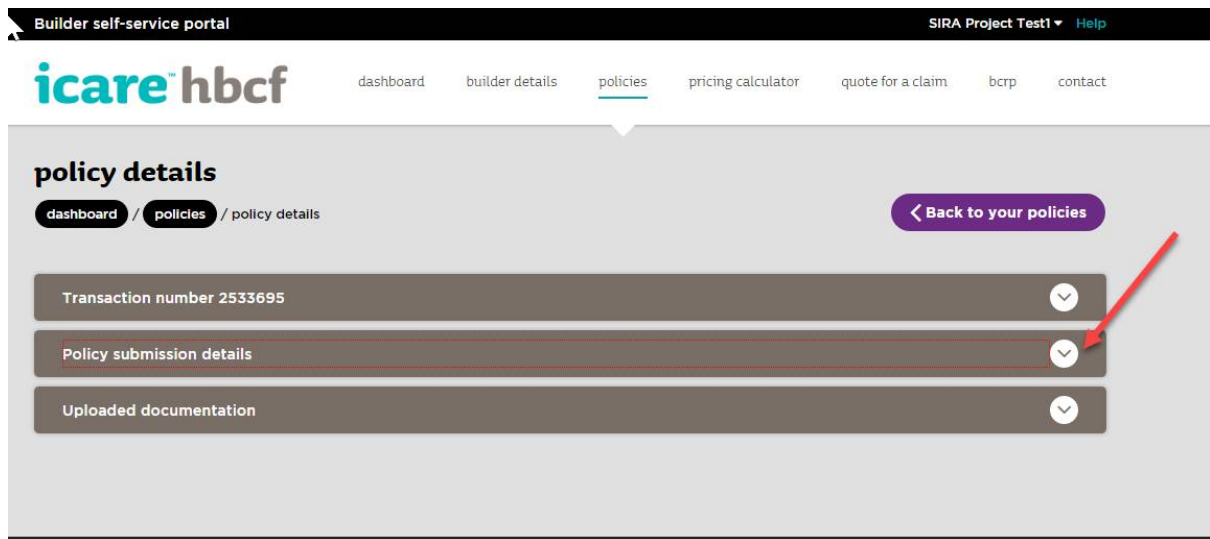 Builder self-service portal SIRA Project Test1 Help
icare™ hbcf dashboard builder details policies pricing calculator quote for a claim bcrp contact
policy details
dashboard / policies / policy details Back to your policies
Transaction number 2533695
Policy submission details
Uploaded documentation